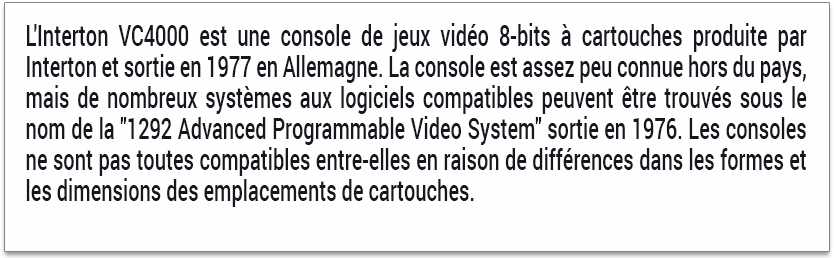 L'Interton VC4000 est une console de jeux vidéo 8-bits à cartouches produite par
Interton et sortie en 1977 en Allemagne. La console est assez peu connue hors du pays,
mais de nombreux systèmes aux logiciels compatibles peuvent être trouvés sous le
nom de la "1292 Advanced Programmable Video System" sortie en 1976. Les consoles
ne sont pas toutes compatibles entre-elles en raison de différences dans les formes et
les dimensions des emplacements de cartouches.